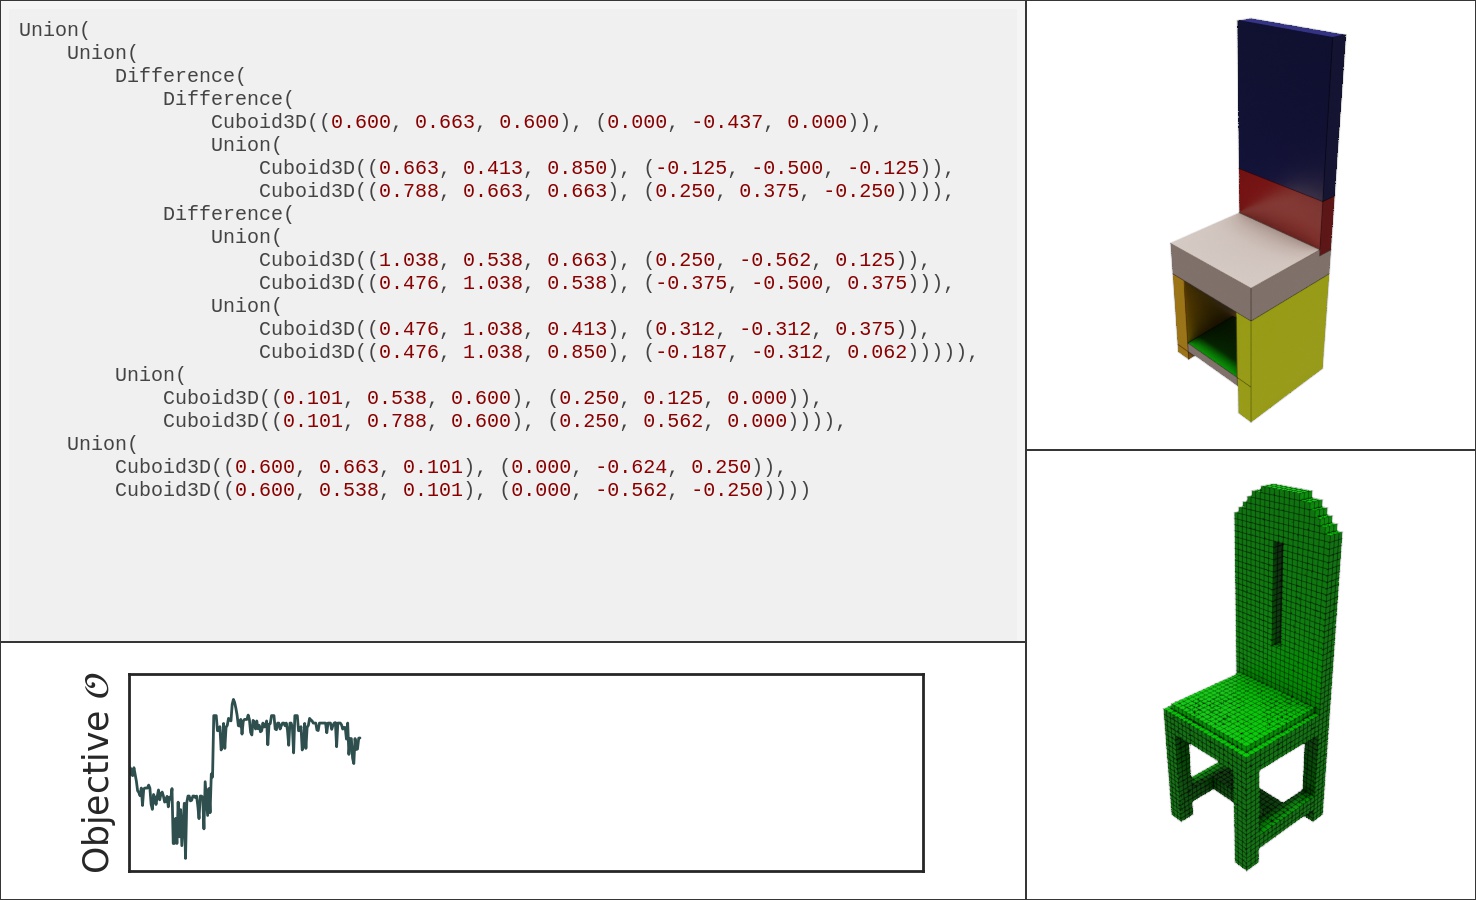 Union(
    Union(
        Difference(
            Difference(
                Cuboid3D((0.600, 0.663, 0.600), (0.000, -0.437, 0.000)),
                Union(
                    Cuboid3D((0.663, 0.413, 0.850), (-0.125, -0.500, -0.125)),
                    Cuboid3D((0.788, 0.663, 0.663), (0.250, 0.375, -0.250)))),
            Difference(
                Union(
                    Cuboid3D((1.038, 0.538, 0.663), (0.250, -0.562, 0.125)),
                    Cuboid3D((0.476, 1.038, 0.538), (-0.375, -0.500, 0.375))),
                Union(
                    Cuboid3D((0.476, 1.038, 0.413), (0.312, -0.312, 0.375)),
                    Cuboid3D((0.476, 1.038, 0.850), (-0.187, -0.312, 0.062))))),
        Union(
            Cuboid3D((0.101, 0.538, 0.600), (0.250, 0.125, 0.000)),
            Cuboid3D((0.101, 0.788, 0.600), (0.250, 0.562, 0.000)))),
    Union(
        Cuboid3D((0.600, 0.663, 0.101), (0.000, -0.624, 0.250)),
        Cuboid3D((0.600, 0.538, 0.101), (0.000, -0.562, -0.250))))
Objective 𝒪